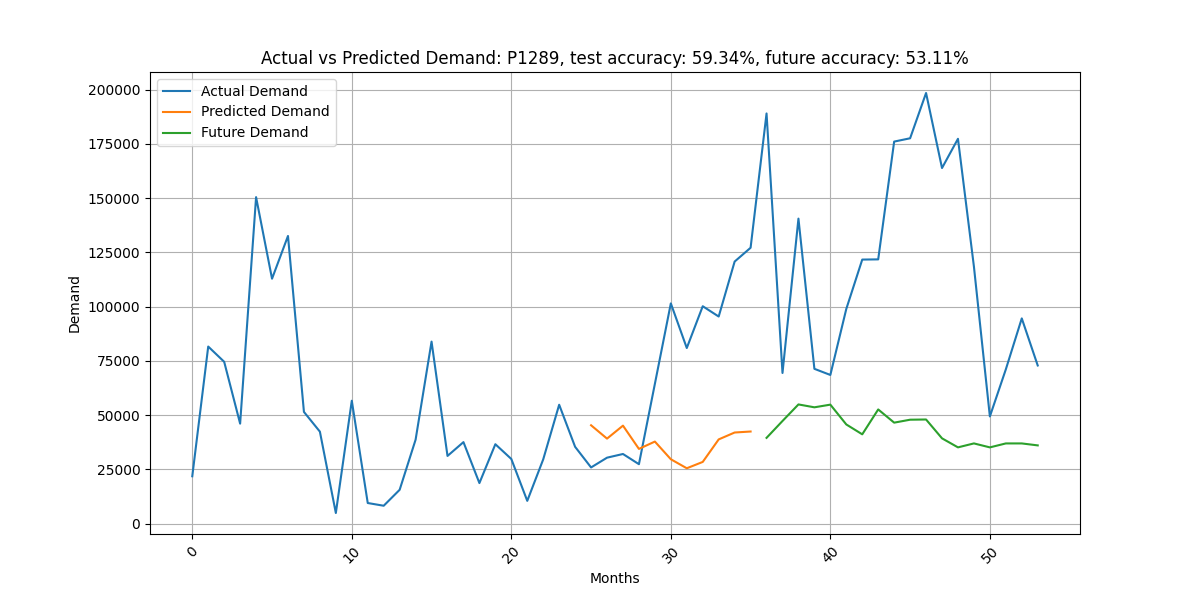 Actual vs Predicted Demand: P1289, test accuracy: 59.34%, future accuracy: 53.11%
Actual Demand
Predicted Demand
Future Demand
200000
175000
150000
125000
100000
75000
50000
25000
0
Demand
0 10 20 30 40 50
Months